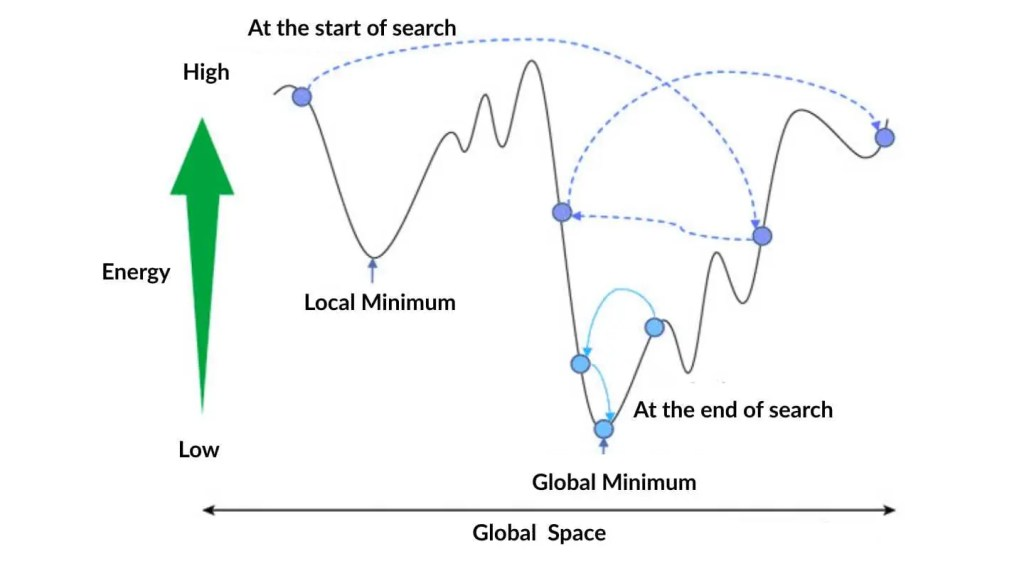 At the start of search
High
Energy
Local Minimum
At the end of search
Low
Global Minimum
Global Space